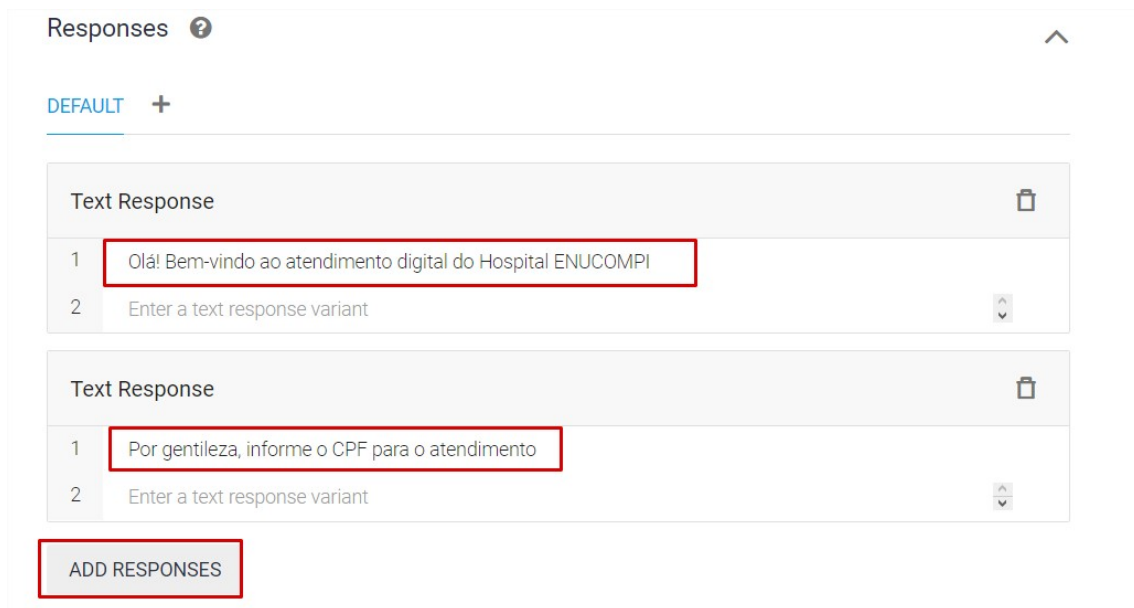 Responses ?
DEFAULT +
Text Response
1 Olá! Bem-vindo ao atendimento digital do Hospital ENUCOMPI
2 Enter a text response variant
Text Response
1 Por gentileza, informe o CPF para o atendimento
2 Enter a text response variant
ADD RESPONSES